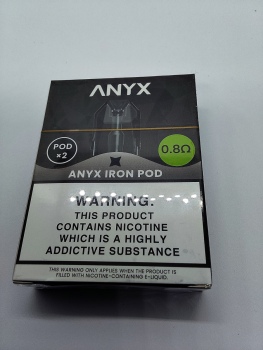 ANYX
POD
×2
0.8Ω
ANYX IRON POD
WARNING:
THIS PRODUCT
CONTAINS NICOTINE
WHICH IS A HIGHLY
ADDICTIVE SUBSTANCE
THIS WARNING ONLY APPLIES WHEN THE PRODUCT IS
FILLED WITH NICOTINE-CONTAINING E-LIQUID.